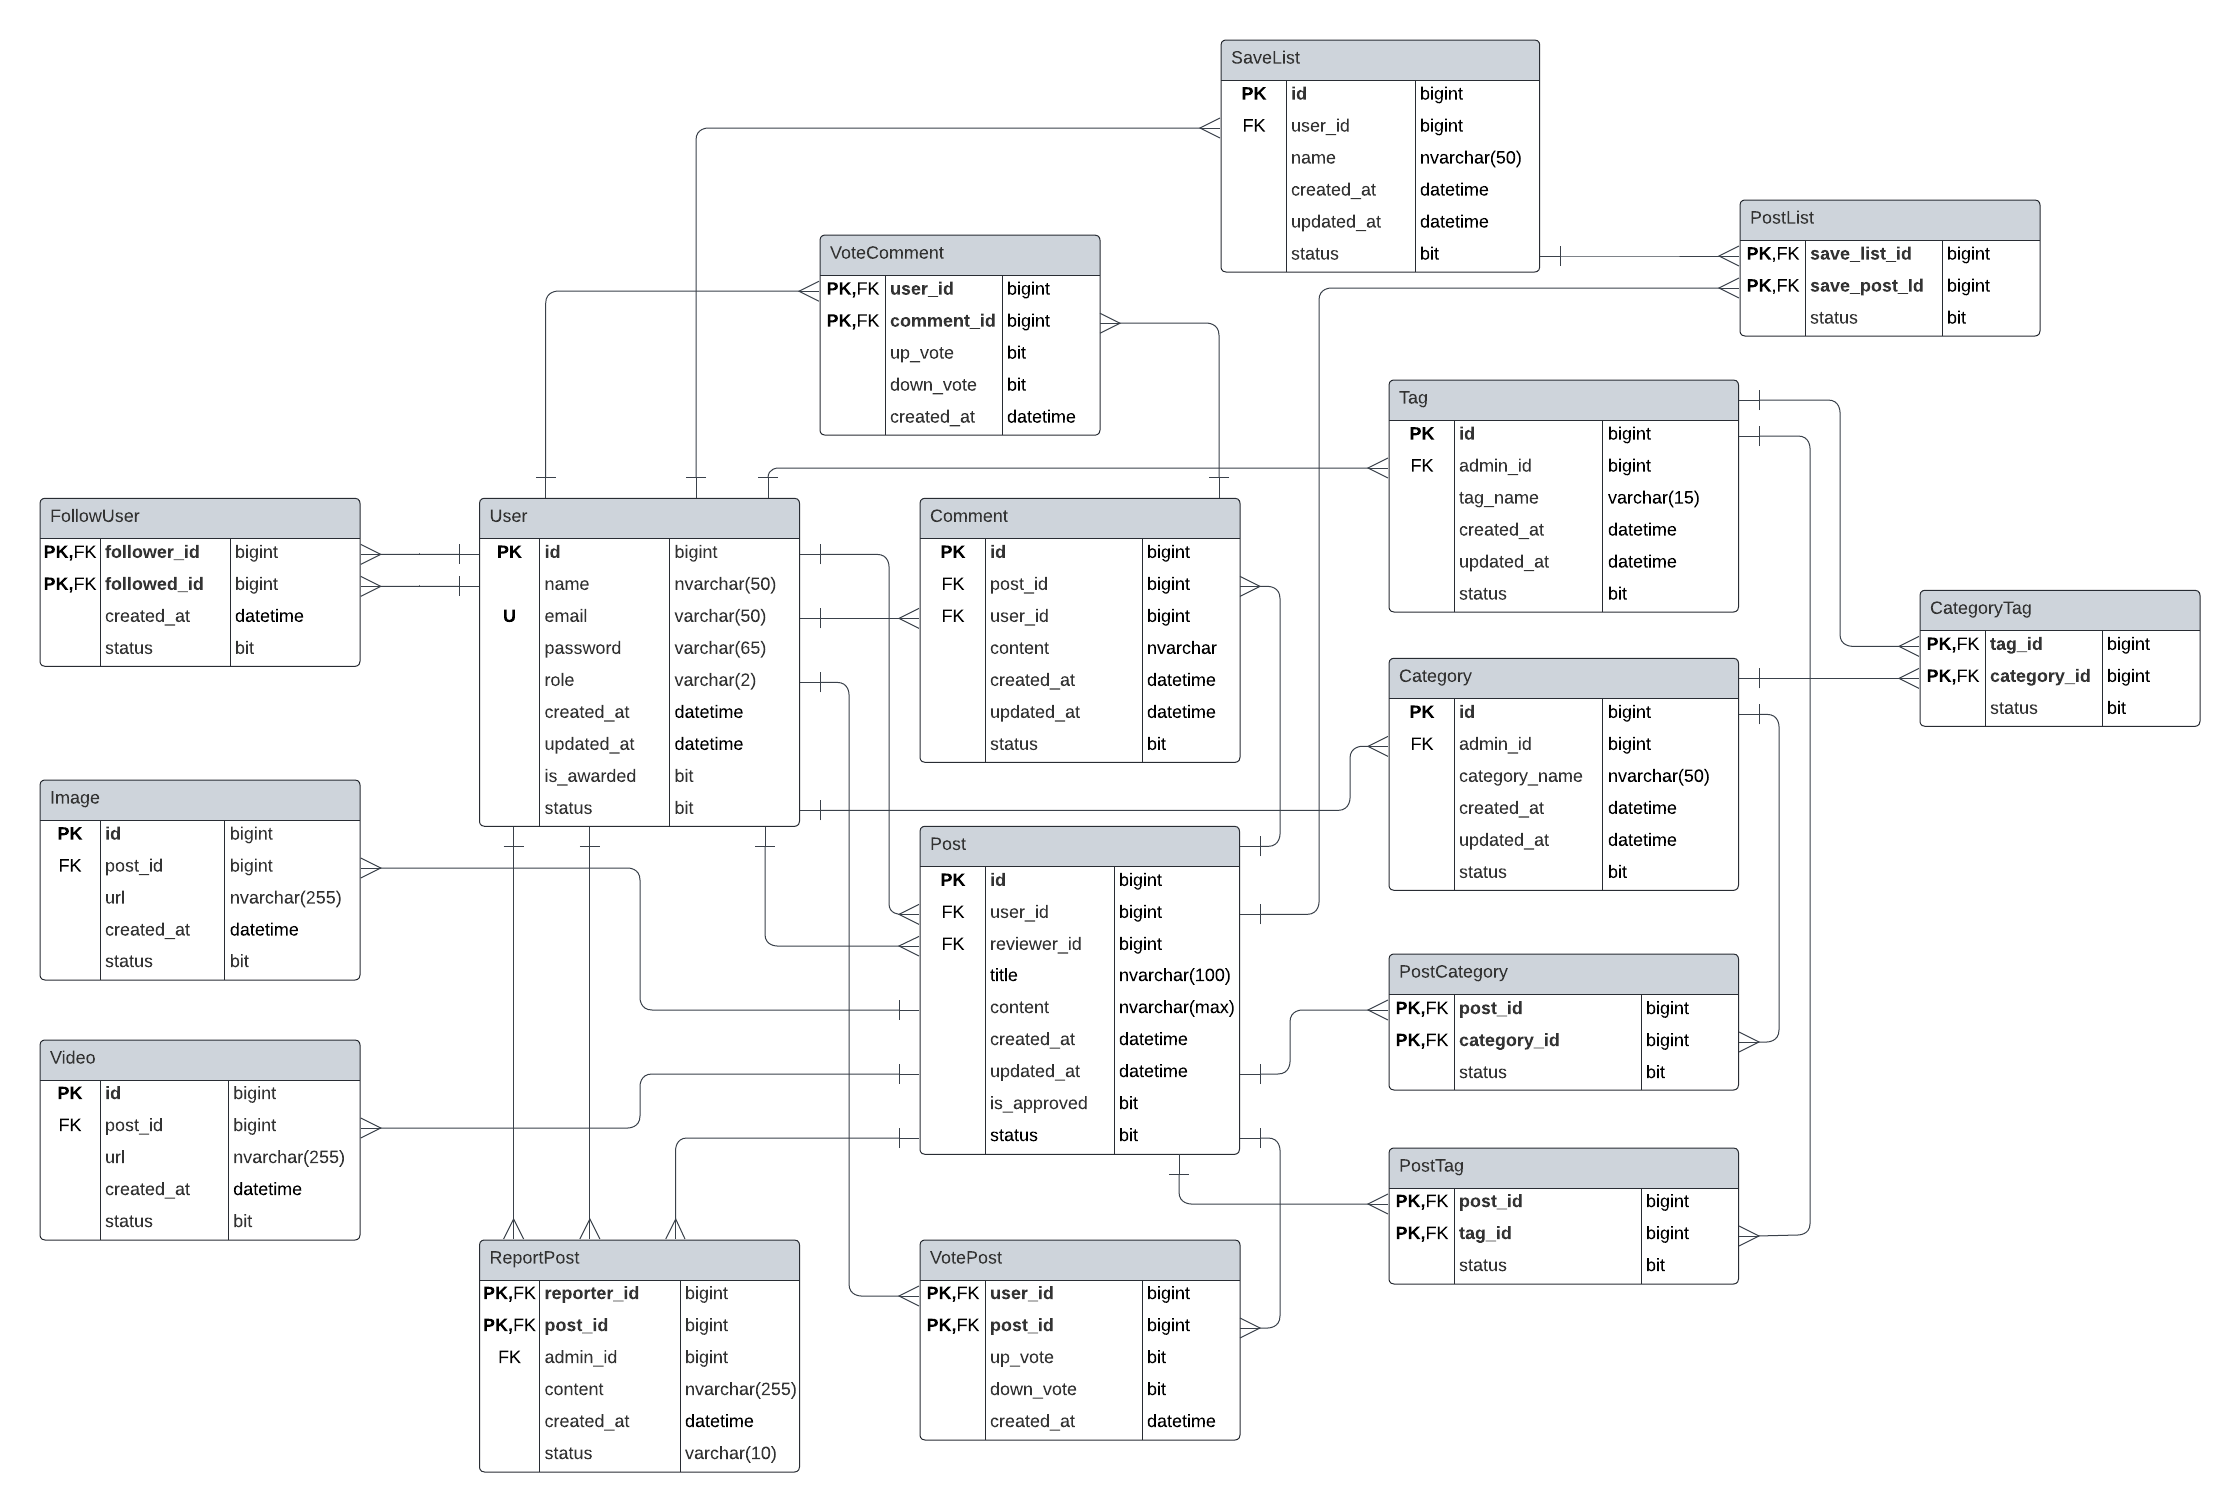 SaveList
PK id bigint
FK user_id bigint
name nvarchar(50)
created_at datetime
updated_at datetime
status bit
PostList
PK,FK save_list_id bigint
PK,FK save_post_Id bigint
status bit
VoteComment
PK,FK user_id bigint
PK,FK comment_id bigint
up_vote bit
down_vote bit
created_at datetime
Tag
PK id bigint
FK admin_id bigint
tag_name varchar(15)
created_at datetime
updated_at datetime
status bit
FollowUser
PK,FK follower_id bigint
PK,FK followed_id bigint
created_at datetime
status bit
User
PK id bigint
name nvarchar(50)
U email varchar(50)
password varchar(65)
role varchar(2)
created_at datetime
updated_at datetime
is_awarded bit
status bit
Comment
PK id bigint
FK post_id bigint
FK user_id bigint
content nvarchar
created_at datetime
updated_at datetime
status bit
CategoryTag
PK,FK tag_id bigint
PK,FK category_id bigint
status bit
Category
PK id bigint
FK admin_id bigint
category_name nvarchar(50)
created_at datetime
updated_at datetime
status bit
Image
PK id bigint
FK post_id bigint
url nvarchar(255)
created_at datetime
status bit
Post
PK id bigint
FK user_id bigint
FK reviewer_id bigint
title nvarchar(100)
content nvarchar(max)
created_at datetime
updated_at datetime
is_approved bit
status bit
PostCategory
PK,FK post_id bigint
PK,FK category_id bigint
status bit
Video
PK id bigint
FK post_id bigint
url nvarchar(255)
created_at datetime
status bit
PostTag
PK,FK post_id bigint
PK,FK tag_id bigint
status bit
ReportPost
PK,FK reporter_id bigint
PK,FK post_id bigint
FK admin_id bigint
content nvarchar(255)
created_at datetime
status varchar(10)
VotePost
PK,FK user_id bigint
PK,FK post_id bigint
up_vote bit
down_vote bit
created_at datetime